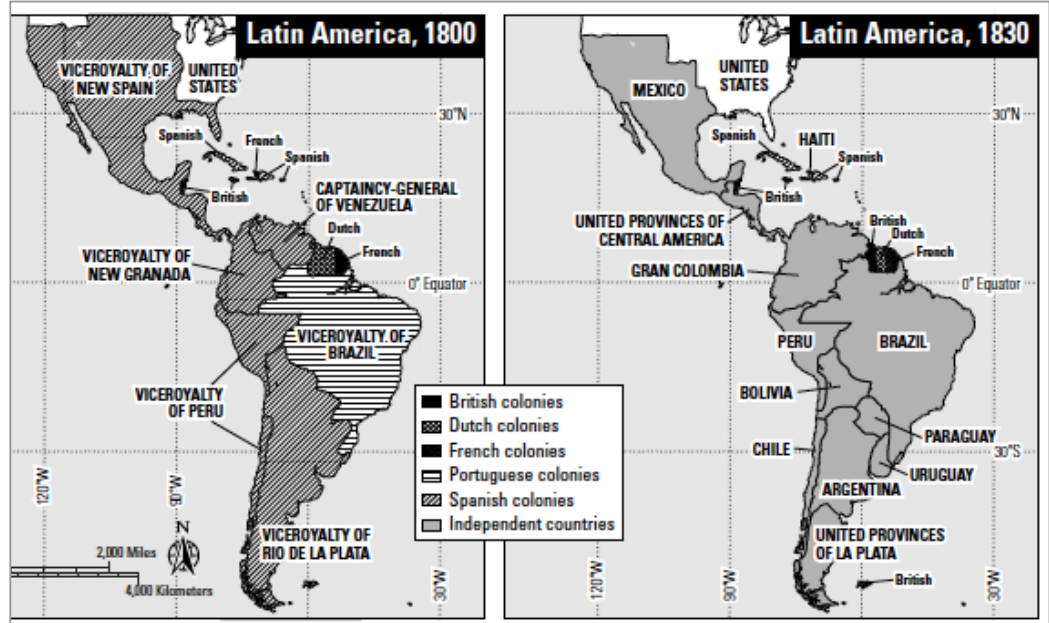 Latin America, 1800
VICEROYALTY OF
NEW SPAIN
UNITED
STATES
30°N
Spanish
French
Spanish
British
CAPTAINCY-GENERAL
OF VENEZUELA
Dutch
French
VICEROYALTY OF
NEW GRANADA
0° Equator
VICEROYALTY OF
BRAZIL
VICEROYALTY
OF PERU
120°W
90°W
N
2,000 Miles
4,000 Kilometers
VICEROYALTY OF
RIO DE LA PLATA
30°W
British colonies
Dutch colonies
French colonies
Portuguese colonies
Spanish colonies
Independent countries
Latin America, 1830
UNITED
STATES
MEXICO
30°N
Spanish
HAITI
Spanish
British
UNITED PROVINCES OF
CENTRAL AMERICA
British
Dutch
French
GRAN COLOMBIA
0° Equator
PERU
BRAZIL
BOLIVIA
PARAGUAY
CHILE
30°S
URUGUAY
ARGENTINA
UNITED PROVINCES
OF LA PLATA
British
120°W
90°W
30°W